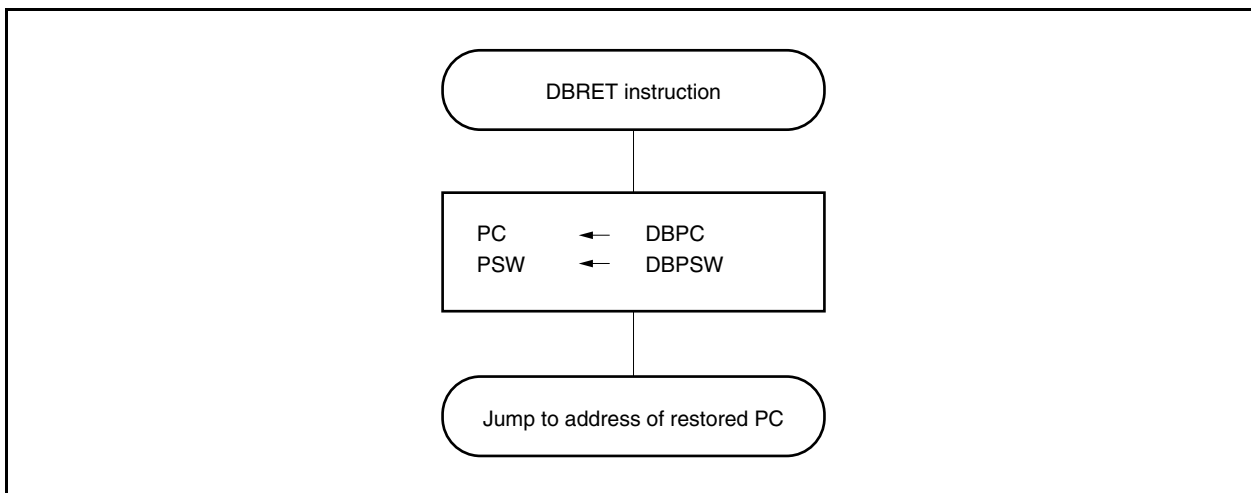 DBRET instruction
PC ← DBPC
PSW ← DBPSW
Jump to address of restored PC